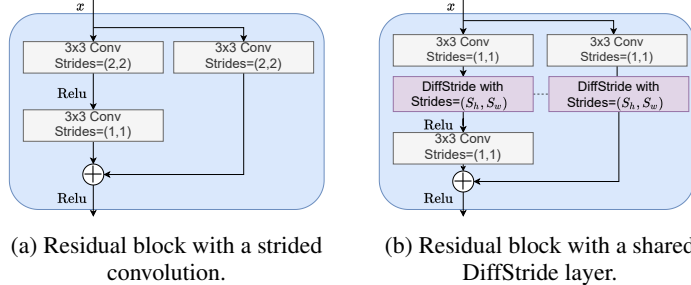 x
3x3 Conv
Strides=(2,2)
3x3 Conv
Strides=(2,2)
Relu
3x3 Conv
Strides=(1,1)
Relu
(a) Residual block with a strided
convolution.
x
3x3 Conv
Strides=(1,1)
3x3 Conv
Strides=(1,1)
DiffStride with
Strides=(S_h, S_w)
DiffStride with
Strides=(S_h, S_w)
Relu
3x3 Conv
Strides=(1,1)
Relu
(b) Residual block with a shared
DiffStride layer.